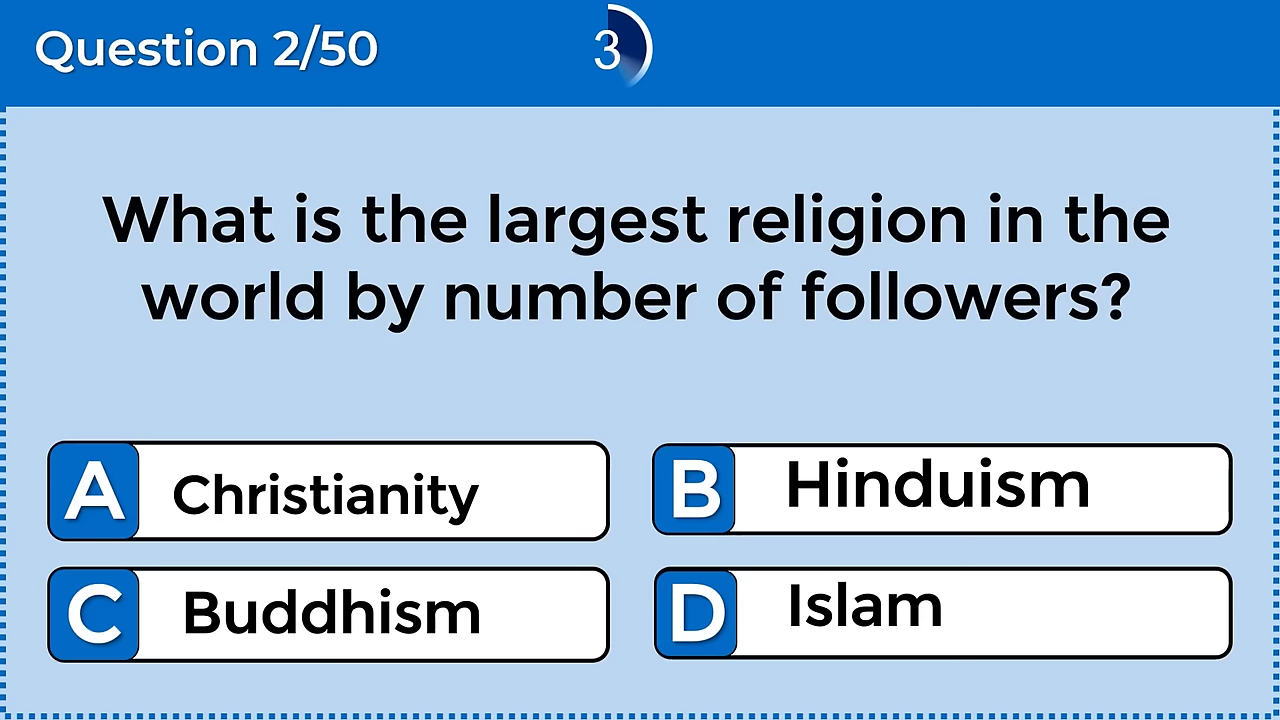 Question 2/50
3
What is the largest religion in the
world by number of followers?
A Christianity
B Hinduism
C Buddhism
D Islam